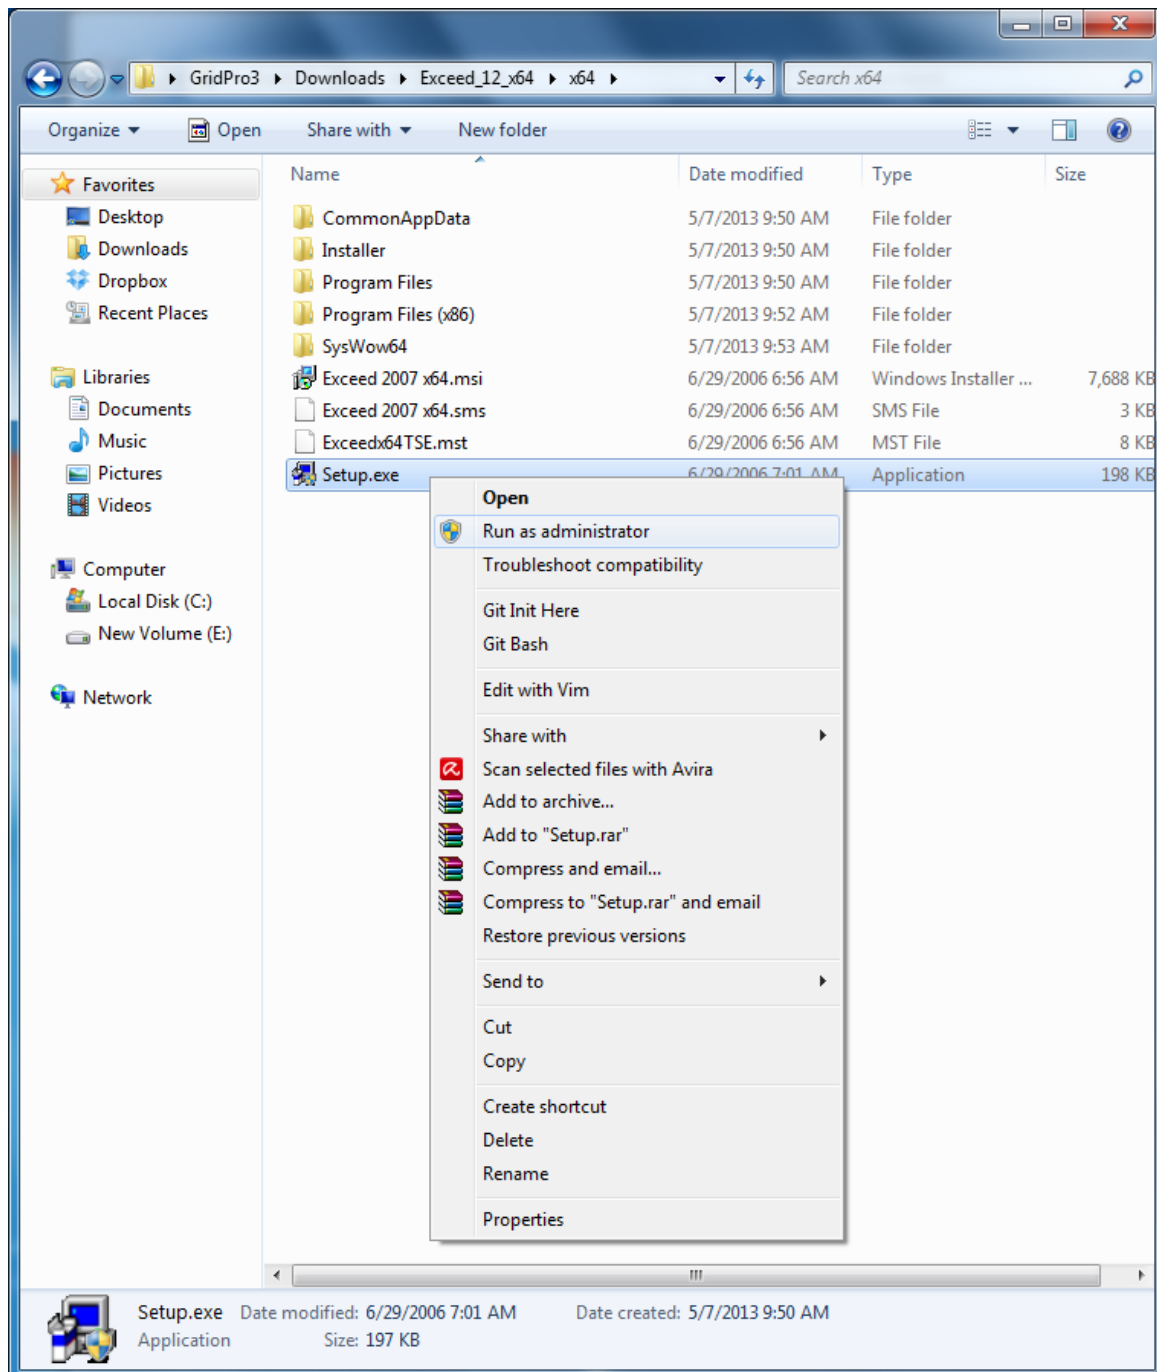 GridPro3 Downloads Exceed_12_x64 x64 Search x64
Organize Open Share with New folder
Favorites
Desktop
Downloads
Dropbox
Recent Places
Libraries
Documents
Music
Pictures
Videos
Computer
Local Disk (C:)
New Volume (E:)
Network
Name Date modified Type Size
CommonAppData 5/7/2013 9:50 AM File folder
Installer 5/7/2013 9:50 AM File folder
Program Files 5/7/2013 9:50 AM File folder
Program Files (x86) 5/7/2013 9:52 AM File folder
SysWow64 5/7/2013 9:53 AM File folder
Exceed 2007 x64.msi 6/29/2006 6:56 AM Windows Installer ... 7,688 KB
Exceed 2007 x64.sms 6/29/2006 6:56 AM SMS File 3 KB
Exceedx64TSE.mst 6/29/2006 6:56 AM MST File 8 KB
Setup.exe 6/29/2006 7:01 AM Application 198 KB
Open
Run as administrator
Troubleshoot compatibility
Git Init Here
Git Bash
Edit with Vim
Share with
Scan selected files with Avira
Add to archive...
Add to "Setup.rar"
Compress and email...
Compress to "Setup.rar" and email
Restore previous versions
Send to
Cut
Copy
Create shortcut
Delete
Rename
Properties
Setup.exe Date modified: 6/29/2006 7:01 AM Date created: 5/7/2013 9:50 AM
Application Size: 197 KB